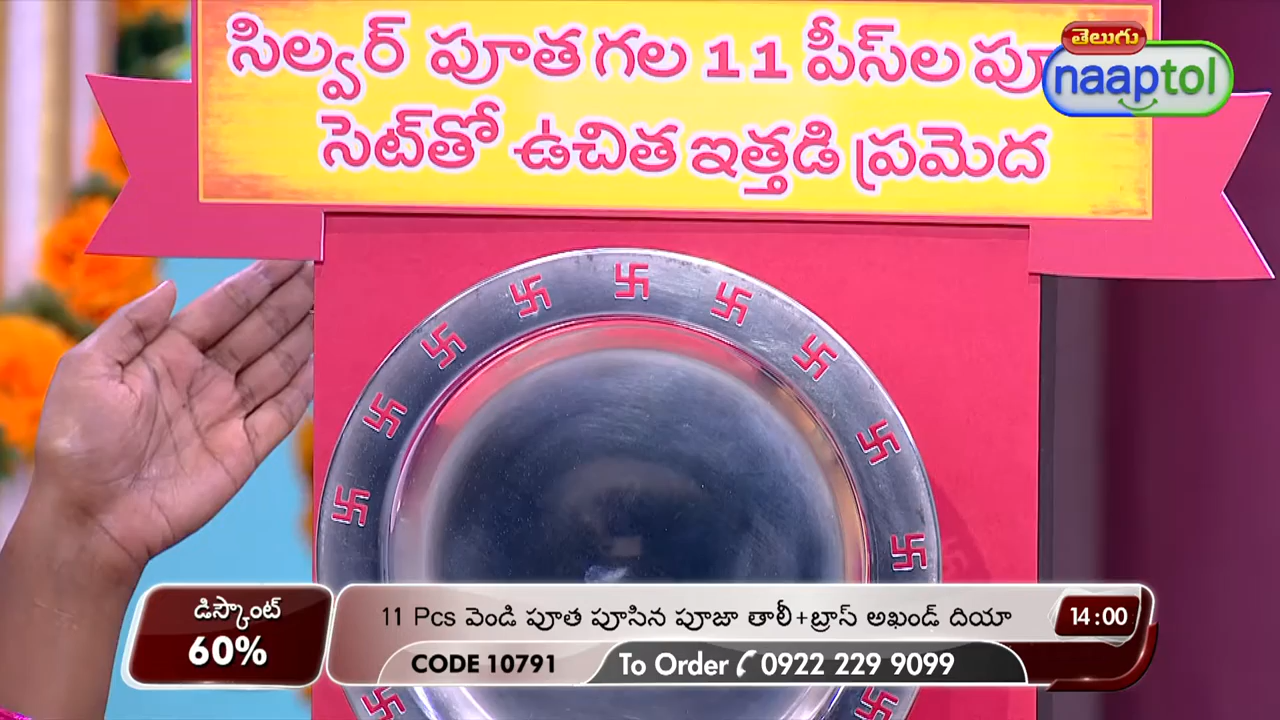 సిల్వర్ పూత గల 11 పీస్‌ల
సెట్‌తో ఉచిత ఇత్తడి ప్రమెద
తెలుగు
naaptol
డిస్కౌంట్
60%
11 Pcs వెండి పూత పూసిన పూజా తాలీ+బ్రాస్ అఖండ్ దియా
14:00
CODE 10791
To Order 0922 229 9099